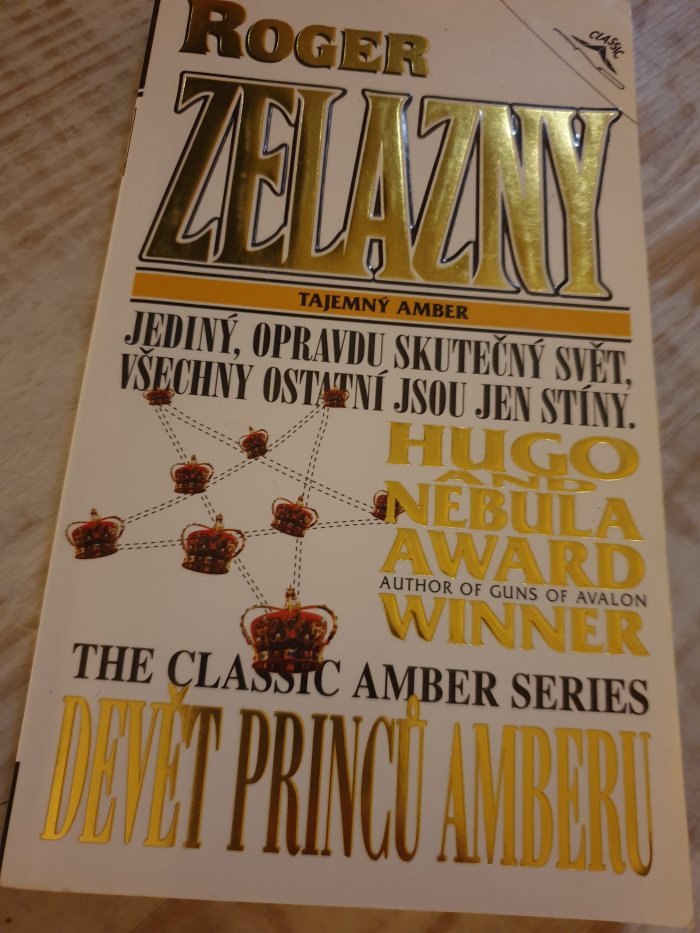 CLASSIC
ROGER
ZELAZNY
TAJEMNÝ AMBER
JEDINÝ, OPRAVDU SKUTEČNÝ SVĚT,
VŠECHNY OSTATNÍ JSOU JEN STÍNY.
HUGO
AND
NEBULA
AWARD
AUTHOR OF GUNS OF AVALON
WINNER
THE CLASSIC AMBER SERIES
DEVĚT PRINCŮ AMBERU